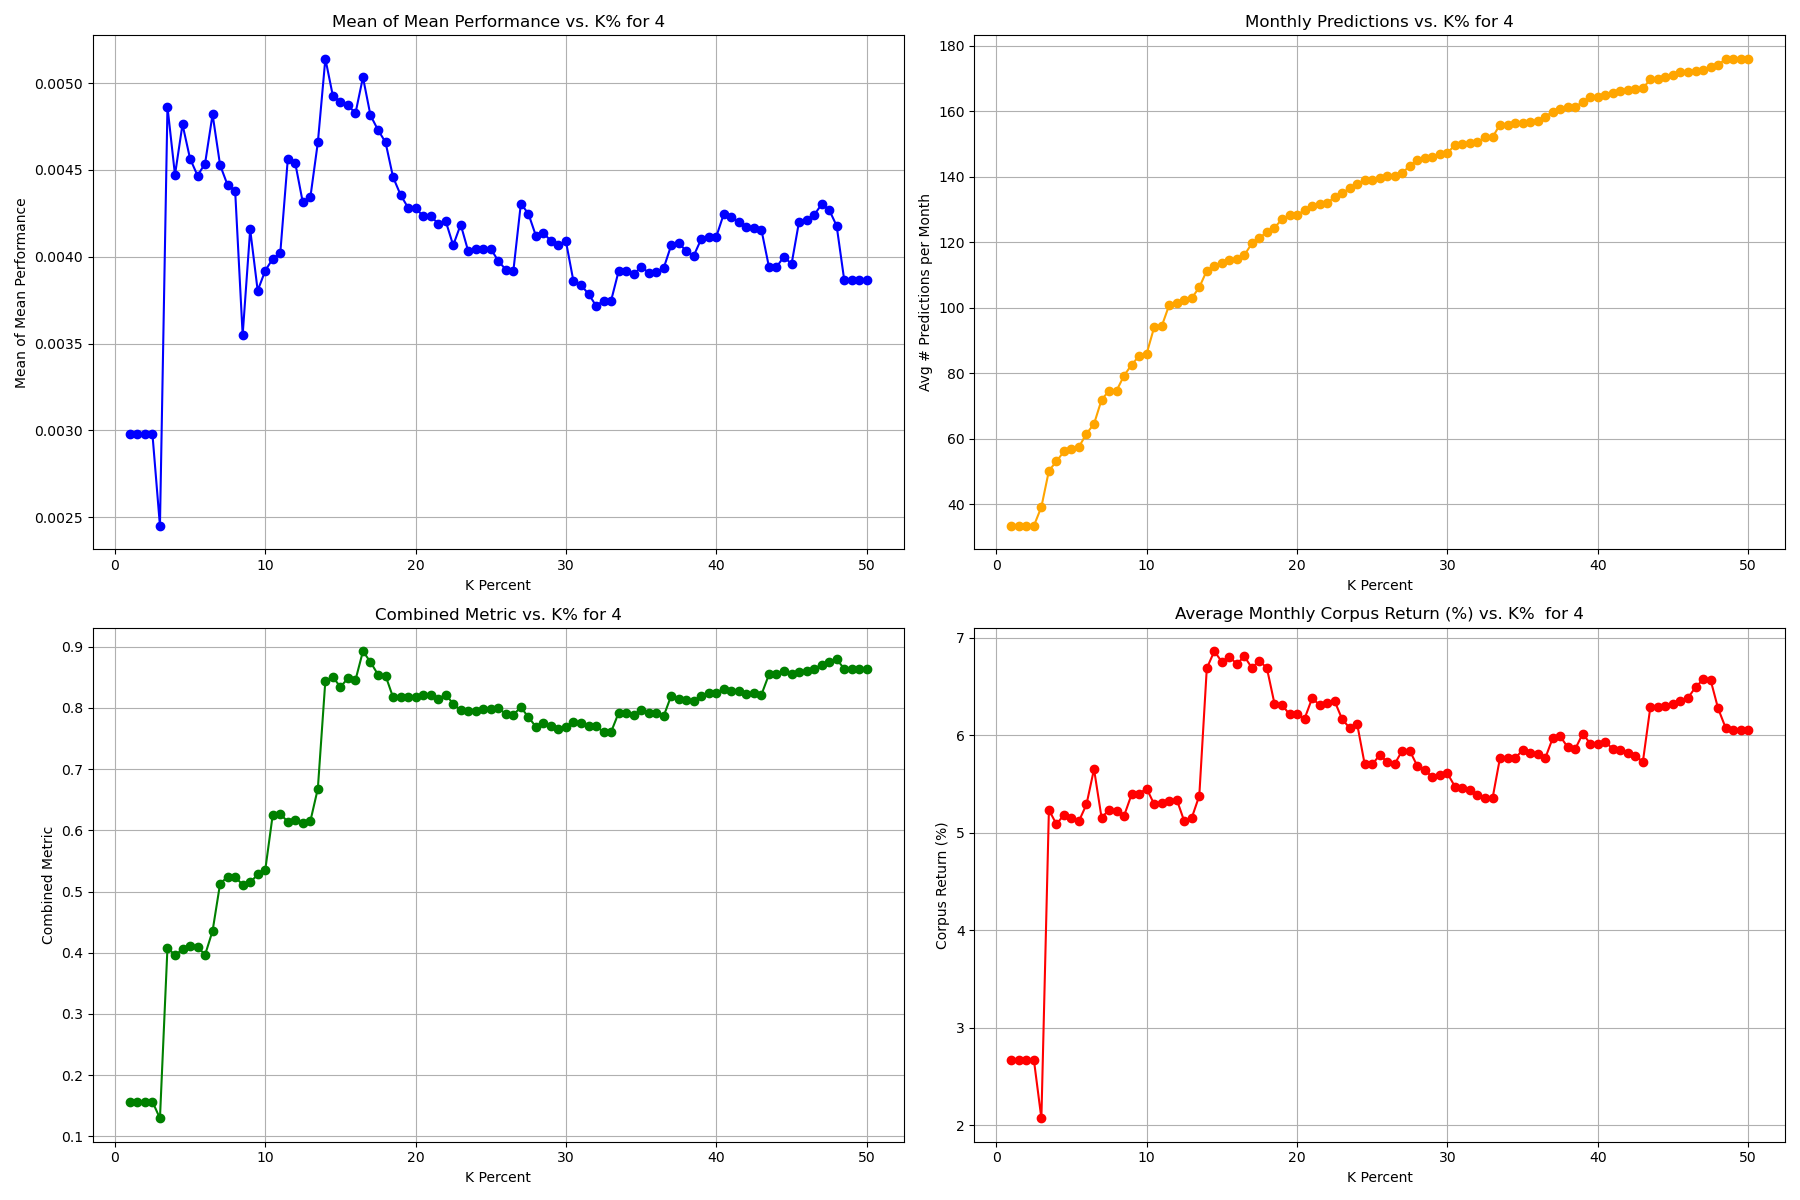 Mean of Mean Performance vs. K% for 4
Mean of Mean Performance
0.0050
0.0045
0.0040
0.0035
0.0030
0.0025
0 10 20 30 40 50
K Percent
Monthly Predictions vs. K% for 4
Avg # Predictions per Month
180
160
140
120
100
80
60
40
0 10 20 30 40 50
K Percent
Combined Metric vs. K% for 4
Combined Metric
0.9
0.8
0.7
0.6
0.5
0.4
0.3
0.2
0.1
0 10 20 30 40 50
K Percent
Average Monthly Corpus Return (%) vs. K%  for 4
Corpus Return (%)
7
6
5
4
3
2
0 10 20 30 40 50
K Percent